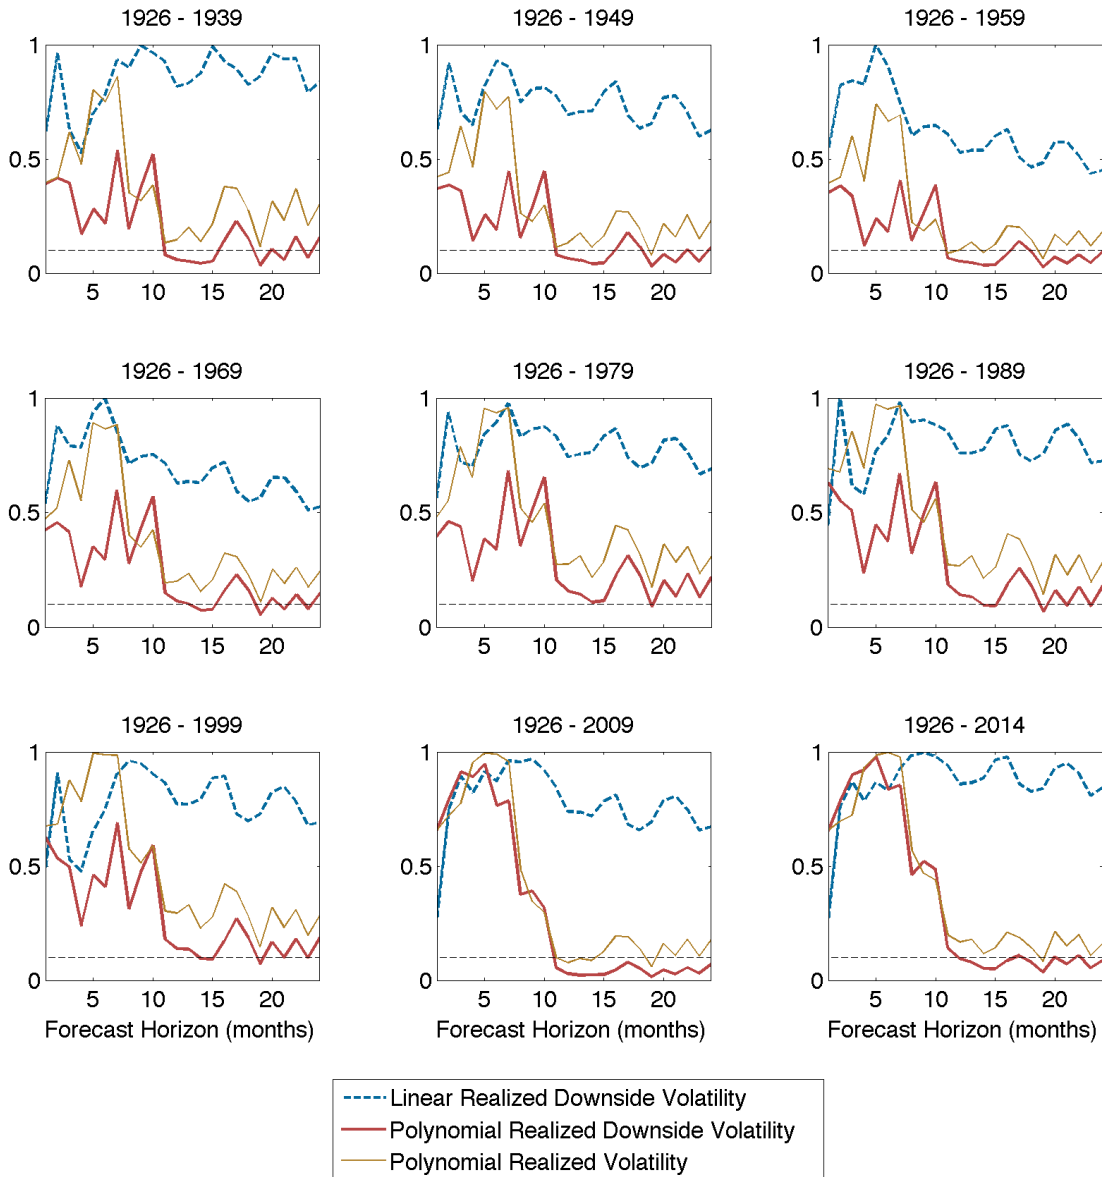 1926 - 1939 1926 - 1949 1926 - 1959
1 1 1
0.5 0.5 0.5
0 0 0
5 10 15 20 5 10 15 20 5 10 15 20
1926 - 1969 1926 - 1979 1926 - 1989
1 1 1
0.5 0.5 0.5
0 0 0
5 10 15 20 5 10 15 20 5 10 15 20
1926 - 1999 1926 - 2009 1926 - 2014
1 1 1
0.5 0.5 0.5
0 0 0
5 10 15 20 5 10 15 20 5 10 15 20
Forecast Horizon (months) Forecast Horizon (months) Forecast Horizon (months)
Linear Realized Downside Volatility
Polynomial Realized Downside Volatility
Polynomial Realized Volatility